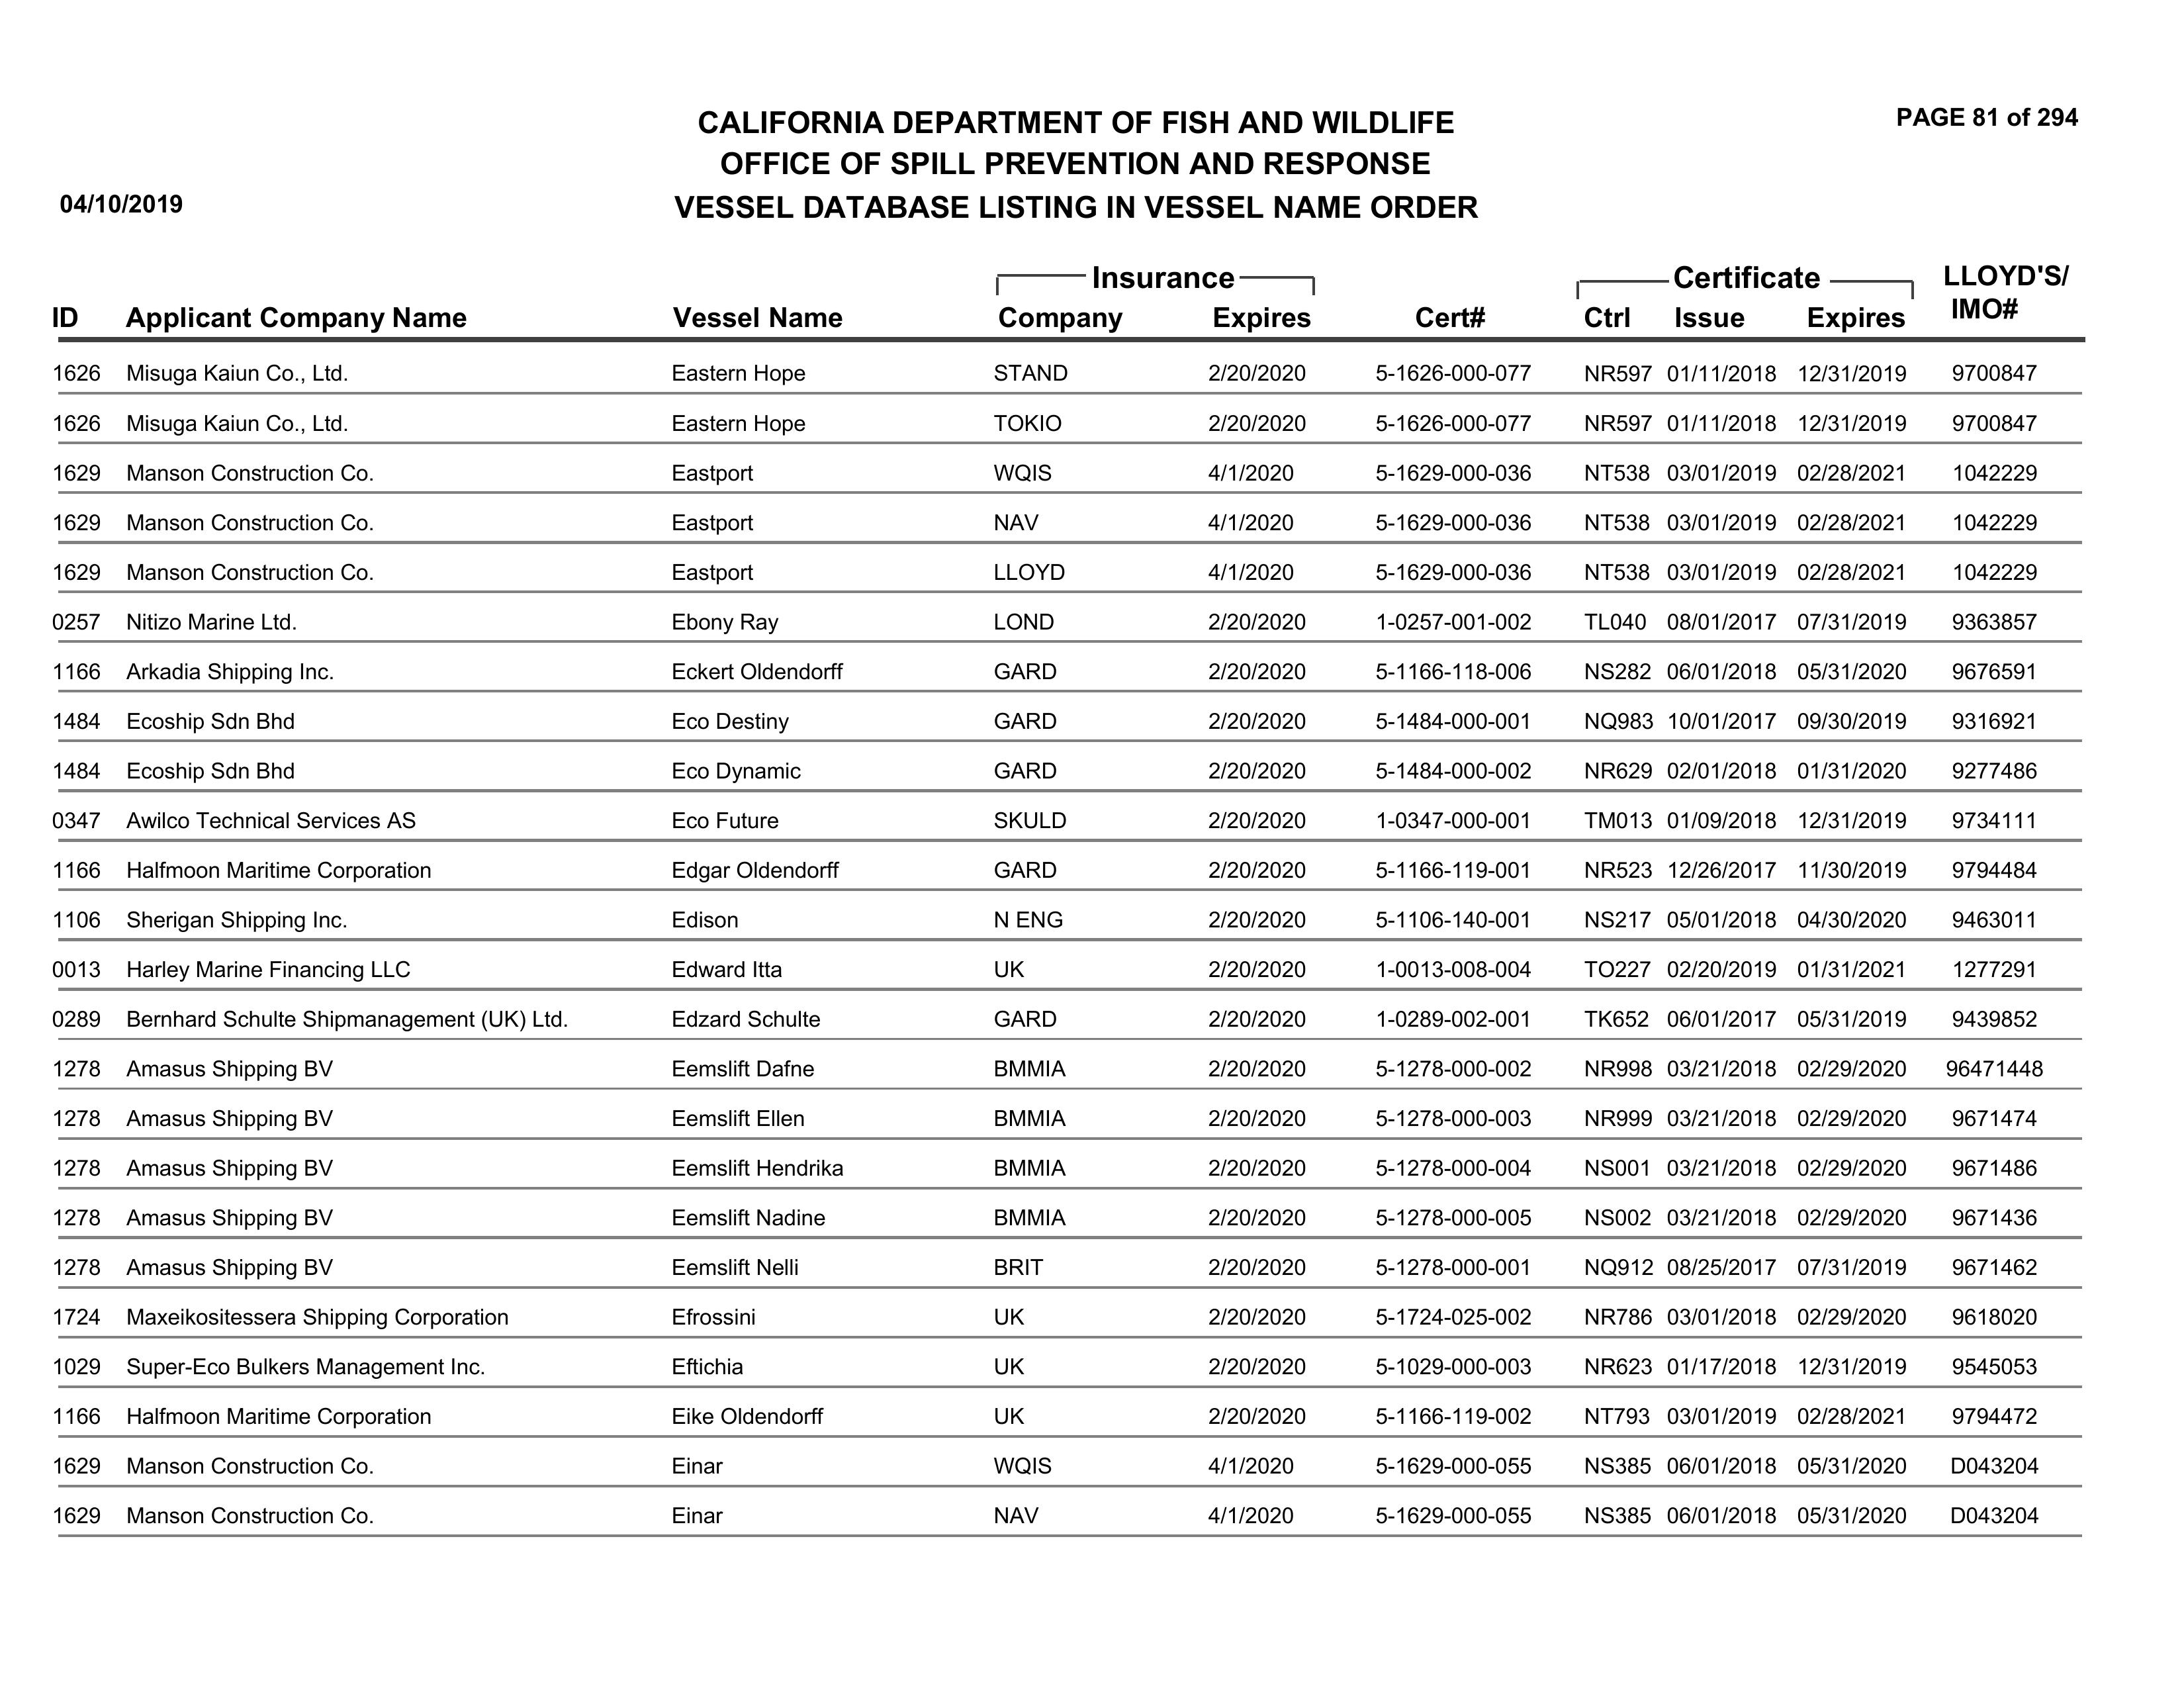 PAGE 81 of 294
CALIFORNIA DEPARTMENT OF FISH AND WILDLIFE
OFFICE OF SPILL PREVENTION AND RESPONSE
04/10/2019 VESSEL DATABASE LISTING IN VESSEL NAME ORDER
Insurance Certificate LLOYD'S/
ID Applicant Company Name Vessel Name Company Expires Cert# Ctrl Issue Expires IMO#
1626 Misuga Kaiun Co., Ltd. Eastern Hope STAND 2/20/2020 5-1626-000-077 NR597 01/11/2018 12/31/2019 9700847
1626 Misuga Kaiun Co., Ltd. Eastern Hope TOKIO 2/20/2020 5-1626-000-077 NR597 01/11/2018 12/31/2019 9700847
1629 Manson Construction Co. Eastport WQIS 4/1/2020 5-1629-000-036 NT538 03/01/2019 02/28/2021 1042229
1629 Manson Construction Co. Eastport NAV 4/1/2020 5-1629-000-036 NT538 03/01/2019 02/28/2021 1042229
1629 Manson Construction Co. Eastport LLOYD 4/1/2020 5-1629-000-036 NT538 03/01/2019 02/28/2021 1042229
0257 Nitizo Marine Ltd. Ebony Ray LOND 2/20/2020 1-0257-001-002 TL040 08/01/2017 07/31/2019 9363857
1166 Arkadia Shipping Inc. Eckert Oldendorff GARD 2/20/2020 5-1166-118-006 NS282 06/01/2018 05/31/2020 9676591
1484 Ecoship Sdn Bhd Eco Destiny GARD 2/20/2020 5-1484-000-001 NQ983 10/01/2017 09/30/2019 9316921
1484 Ecoship Sdn Bhd Eco Dynamic GARD 2/20/2020 5-1484-000-002 NR629 02/01/2018 01/31/2020 9277486
0347 Awilco Technical Services AS Eco Future SKULD 2/20/2020 1-0347-000-001 TM013 01/09/2018 12/31/2019 9734111
1166 Halfmoon Maritime Corporation Edgar Oldendorff GARD 2/20/2020 5-1166-119-001 NR523 12/26/2017 11/30/2019 9794484
1106 Sherigan Shipping Inc. Edison N ENG 2/20/2020 5-1106-140-001 NS217 05/01/2018 04/30/2020 9463011
0013 Harley Marine Financing LLC Edward Itta UK 2/20/2020 1-0013-008-004 TO227 02/20/2019 01/31/2021 1277291
0289 Bernhard Schulte Shipmanagement (UK) Ltd. Edzard Schulte GARD 2/20/2020 1-0289-002-001 TK652 06/01/2017 05/31/2019 9439852
1278 Amasus Shipping BV Eemslift Dafne BMMIA 2/20/2020 5-1278-000-002 NR998 03/21/2018 02/29/2020 96471448
1278 Amasus Shipping BV Eemslift Ellen BMMIA 2/20/2020 5-1278-000-003 NR999 03/21/2018 02/29/2020 9671474
1278 Amasus Shipping BV Eemslift Hendrika BMMIA 2/20/2020 5-1278-000-004 NS001 03/21/2018 02/29/2020 9671486
1278 Amasus Shipping BV Eemslift Nadine BMMIA 2/20/2020 5-1278-000-005 NS002 03/21/2018 02/29/2020 9671436
1278 Amasus Shipping BV Eemslift Nelli BRIT 2/20/2020 5-1278-000-001 NQ912 08/25/2017 07/31/2019 9671462
1724 Maxeikositessera Shipping Corporation Efrossini UK 2/20/2020 5-1724-025-002 NR786 03/01/2018 02/29/2020 9618020
1029 Super-Eco Bulkers Management Inc. Eftichia UK 2/20/2020 5-1029-000-003 NR623 01/17/2018 12/31/2019 9545053
1166 Halfmoon Maritime Corporation Eike Oldendorff UK 2/20/2020 5-1166-119-002 NT793 03/01/2019 02/28/2021 9794472
1629 Manson Construction Co. Einar WQIS 4/1/2020 5-1629-000-055 NS385 06/01/2018 05/31/2020 D043204
1629 Manson Construction Co. Einar NAV 4/1/2020 5-1629-000-055 NS385 06/01/2018 05/31/2020 D043204